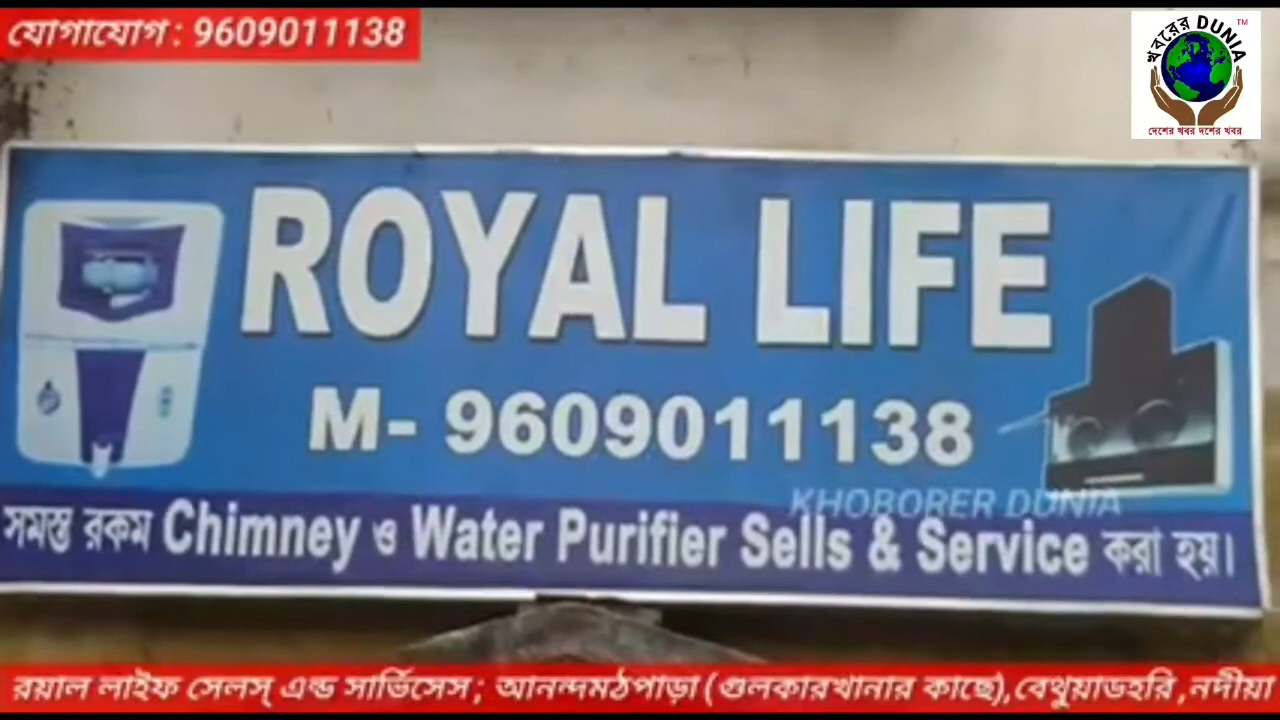 যোগাযোগ : 9609011138
খবরের DUNIA TM
দেশের খবর দশের খবর
ROYAL LIFE
M- 9609011138
KHOBORER DUNIA
সমস্ত রকম Chimney ও Water Purifier Sells & Service করা হয়।
রয়াল লাইফ সেলস্ এন্ড সার্ভিসেস ; আনন্দমঠপাড়া (গুলকারখানার কাছে), বেথুয়াডহরি , নদীয়া